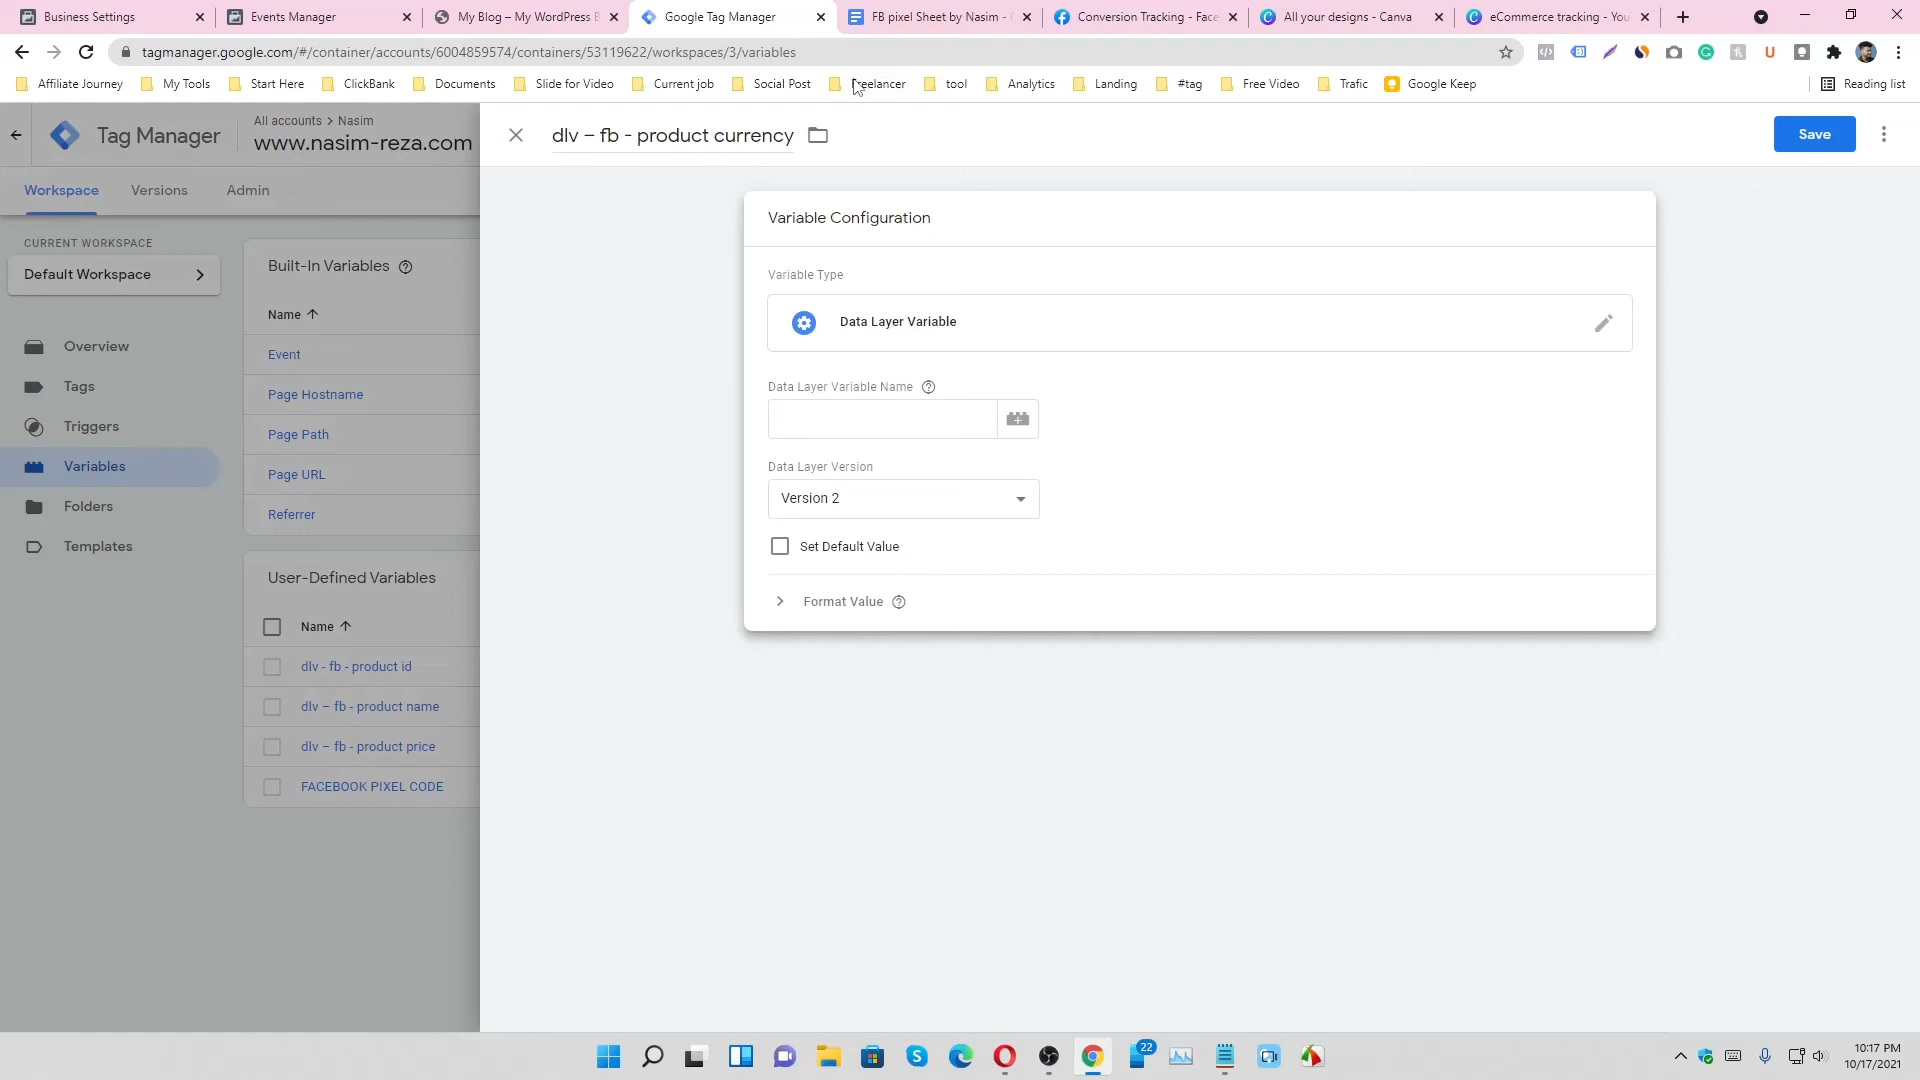 Business Settings
Events Manager
My Blog – My WordPress B
Google Tag Manager
FB pixel Sheet by Nasim - G
Conversion Tracking - Face
All your designs - Canva
eCommerce tracking - You
tagmanager.google.com/#/container/accounts/6004859574/containers/53119622/workspaces/3/variables
Affiliate Journey
My Tools
Start Here
ClickBank
Documents
Slide for Video
Current job
Social Post
Freelancer
tool
Analytics
Landing
#tag
Free Video
Trafic
Google Keep
Reading list
Tag Manager
All accounts > Nasim
www.nasim-reza.com
dlv – fb - product currency
Save
Workspace
Versions
Admin
CURRENT WORKSPACE
Default Workspace
Overview
Tags
Triggers
Variables
Folders
Templates
Built-In Variables
Name
Event
Page Hostname
Page Path
Page URL
Referrer
User-Defined Variables
Name
dlv - fb - product id
dlv – fb - product name
dlv – fb - product price
FACEBOOK PIXEL CODE
Variable Configuration
Variable Type
Data Layer Variable
Data Layer Variable Name
Data Layer Version
Version 2
Set Default Value
Format Value
22
10:17 PM
10/17/2021